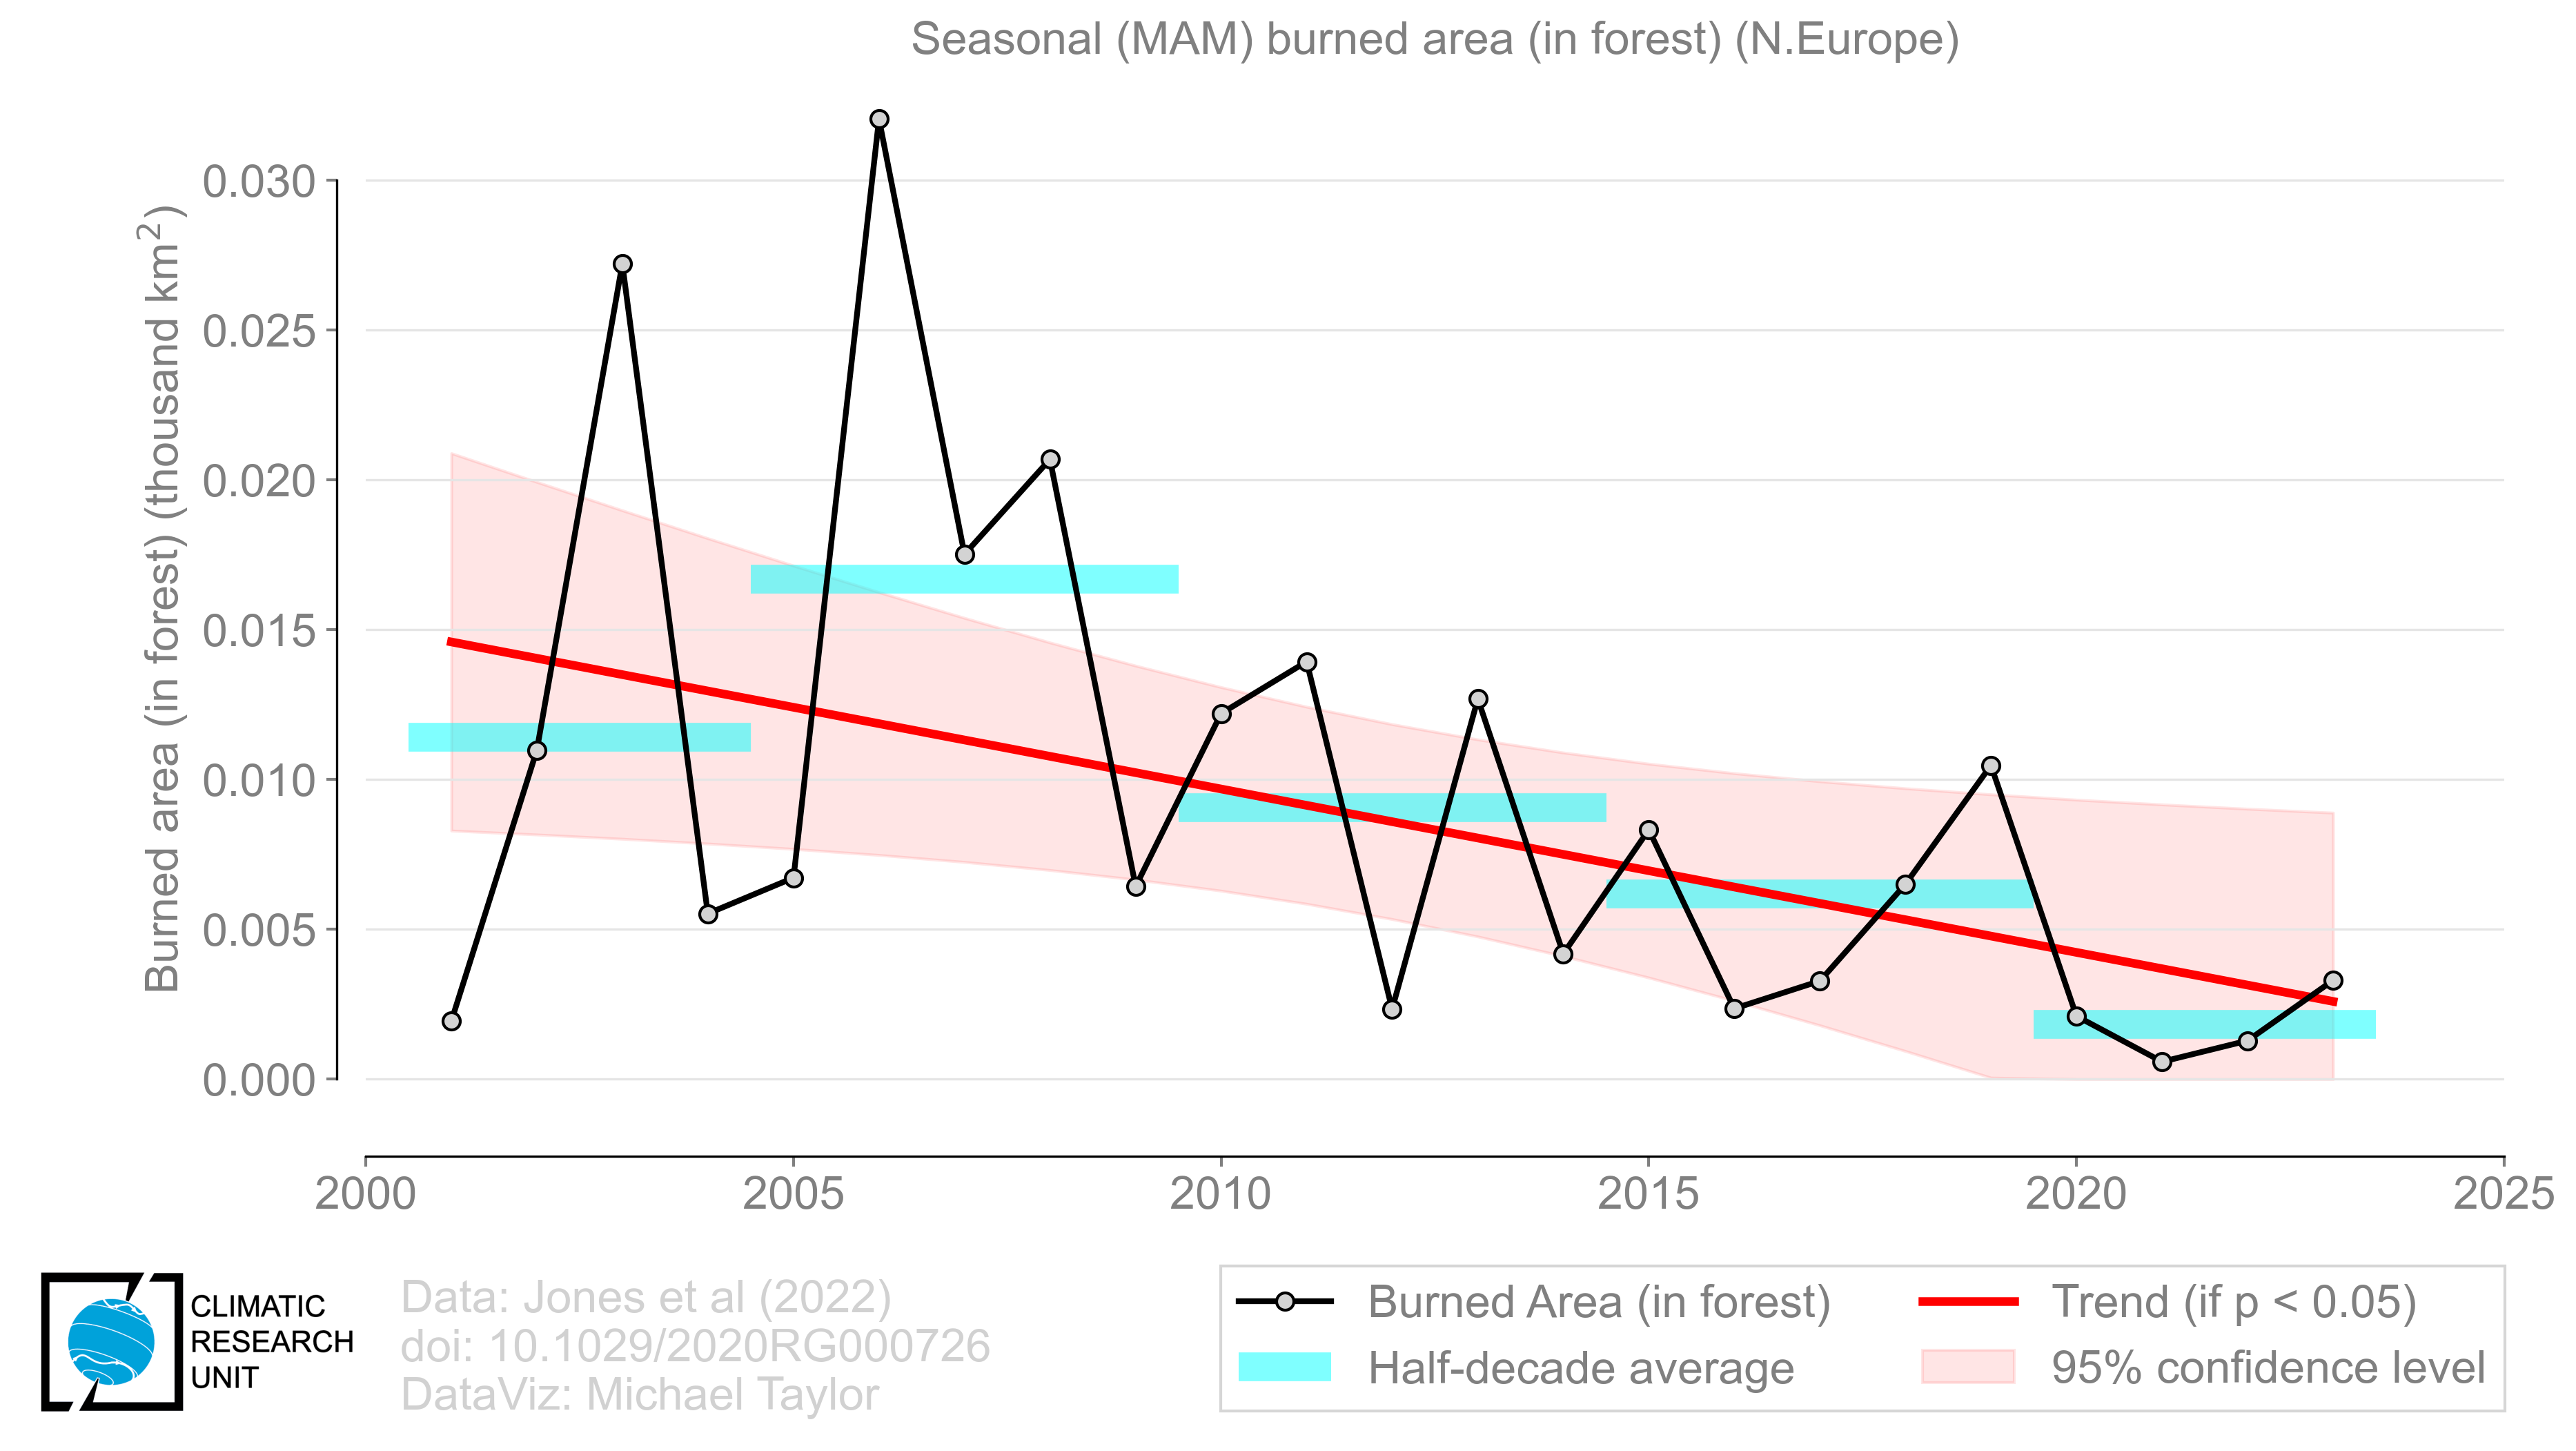 Seasonal (MAM) burned area (in forest) (N.Europe)
Burned area (in forest) (thousand km²)
0.030
0.025
0.020
0.015
0.010
0.005
0.000
2000 2005 2010 2015 2020 2025
CLIMATIC
RESEARCH
UNIT
Data: Jones et al (2022)
doi: 10.1029/2020RG000726
DataViz: Michael Taylor
Burned Area (in forest)
Half-decade average
Trend (if p < 0.05)
95% confidence level